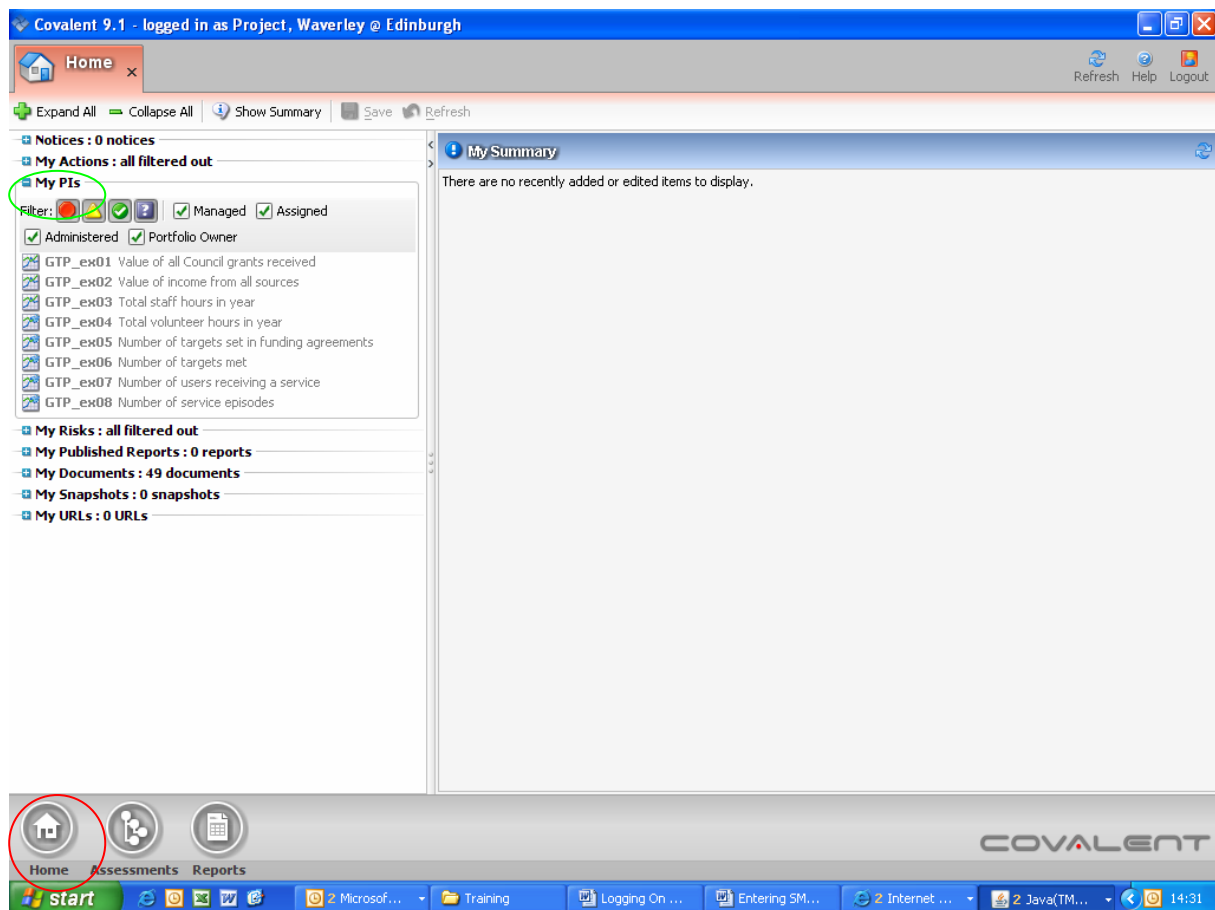 Covalent 9.1 - logged in as Project, Waverley @ Edinburgh
Home x
Refresh Help Logout
Expand All Collapse All Show Summary Save Refresh
Notices : 0 notices
My Actions : all filtered out
My PIs
Filter: Managed Assigned
Administered Portfolio Owner
GTP_ex01 Value of all Council grants received
GTP_ex02 Value of income from all sources
GTP_ex03 Total staff hours in year
GTP_ex04 Total volunteer hours in year
GTP_ex05 Number of targets set in funding agreements
GTP_ex06 Number of targets met
GTP_ex07 Number of users receiving a service
GTP_ex08 Number of service episodes
My Risks : all filtered out
My Published Reports : 0 reports
My Documents : 49 documents
My Snapshots : 0 snapshots
My URLs : 0 URLs
My Summary
There are no recently added or edited items to display.
Home Assessments Reports
COVALENT
start 2 Microsof... Training Logging On ... Entering SM... 2 Internet ... 2 Java(TM... 14:31